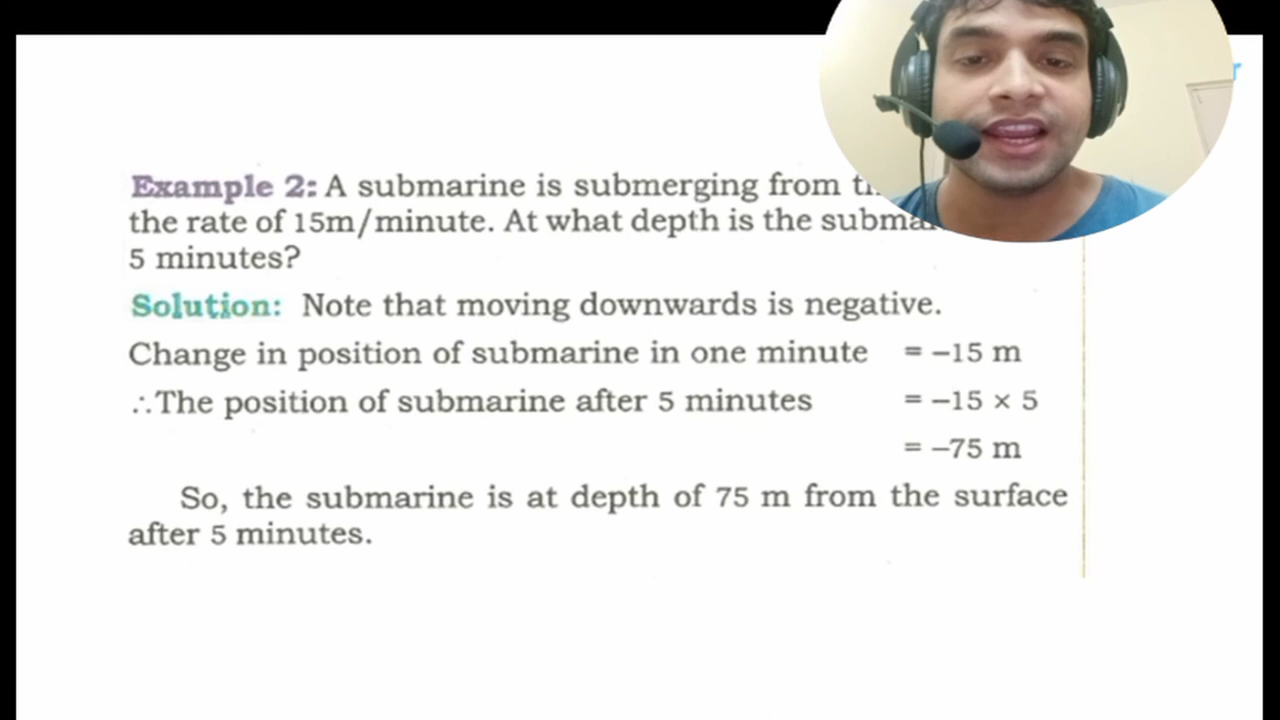 Example 2: A submarine is submerging from
the rate of 15m/minute. At what depth is the
5 minutes?
Solution: Note that moving downwards is negative.
Change in position of submarine in one minute = –15 m
∴The position of submarine after 5 minutes = –15 × 5
= –75 m
So, the submarine is at depth of 75 m from the surface
after 5 minutes.